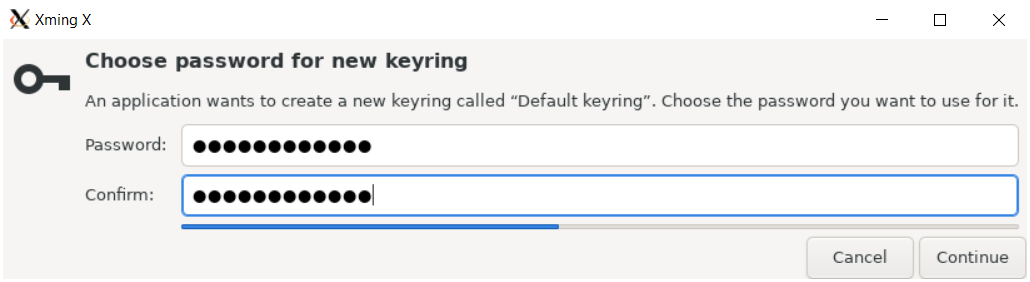 Xming X
Choose password for new keyring
An application wants to create a new keyring called “Default keyring”. Choose the password you want to use for it.
Password: ●●●●●●●●●●●●
Confirm: ●●●●●●●●●●●●
Cancel Continue